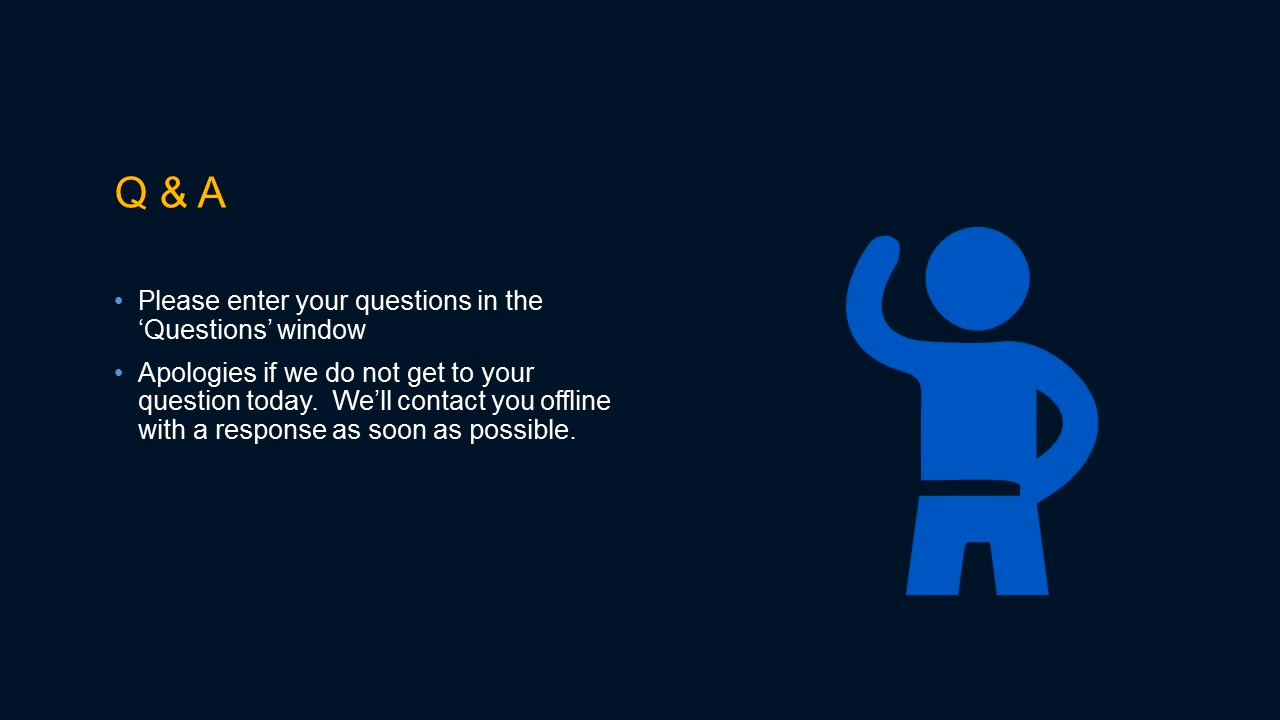 Q & A
• Please enter your questions in the
‘Questions’ window
• Apologies if we do not get to your
question today.  We’ll contact you offline
with a response as soon as possible.